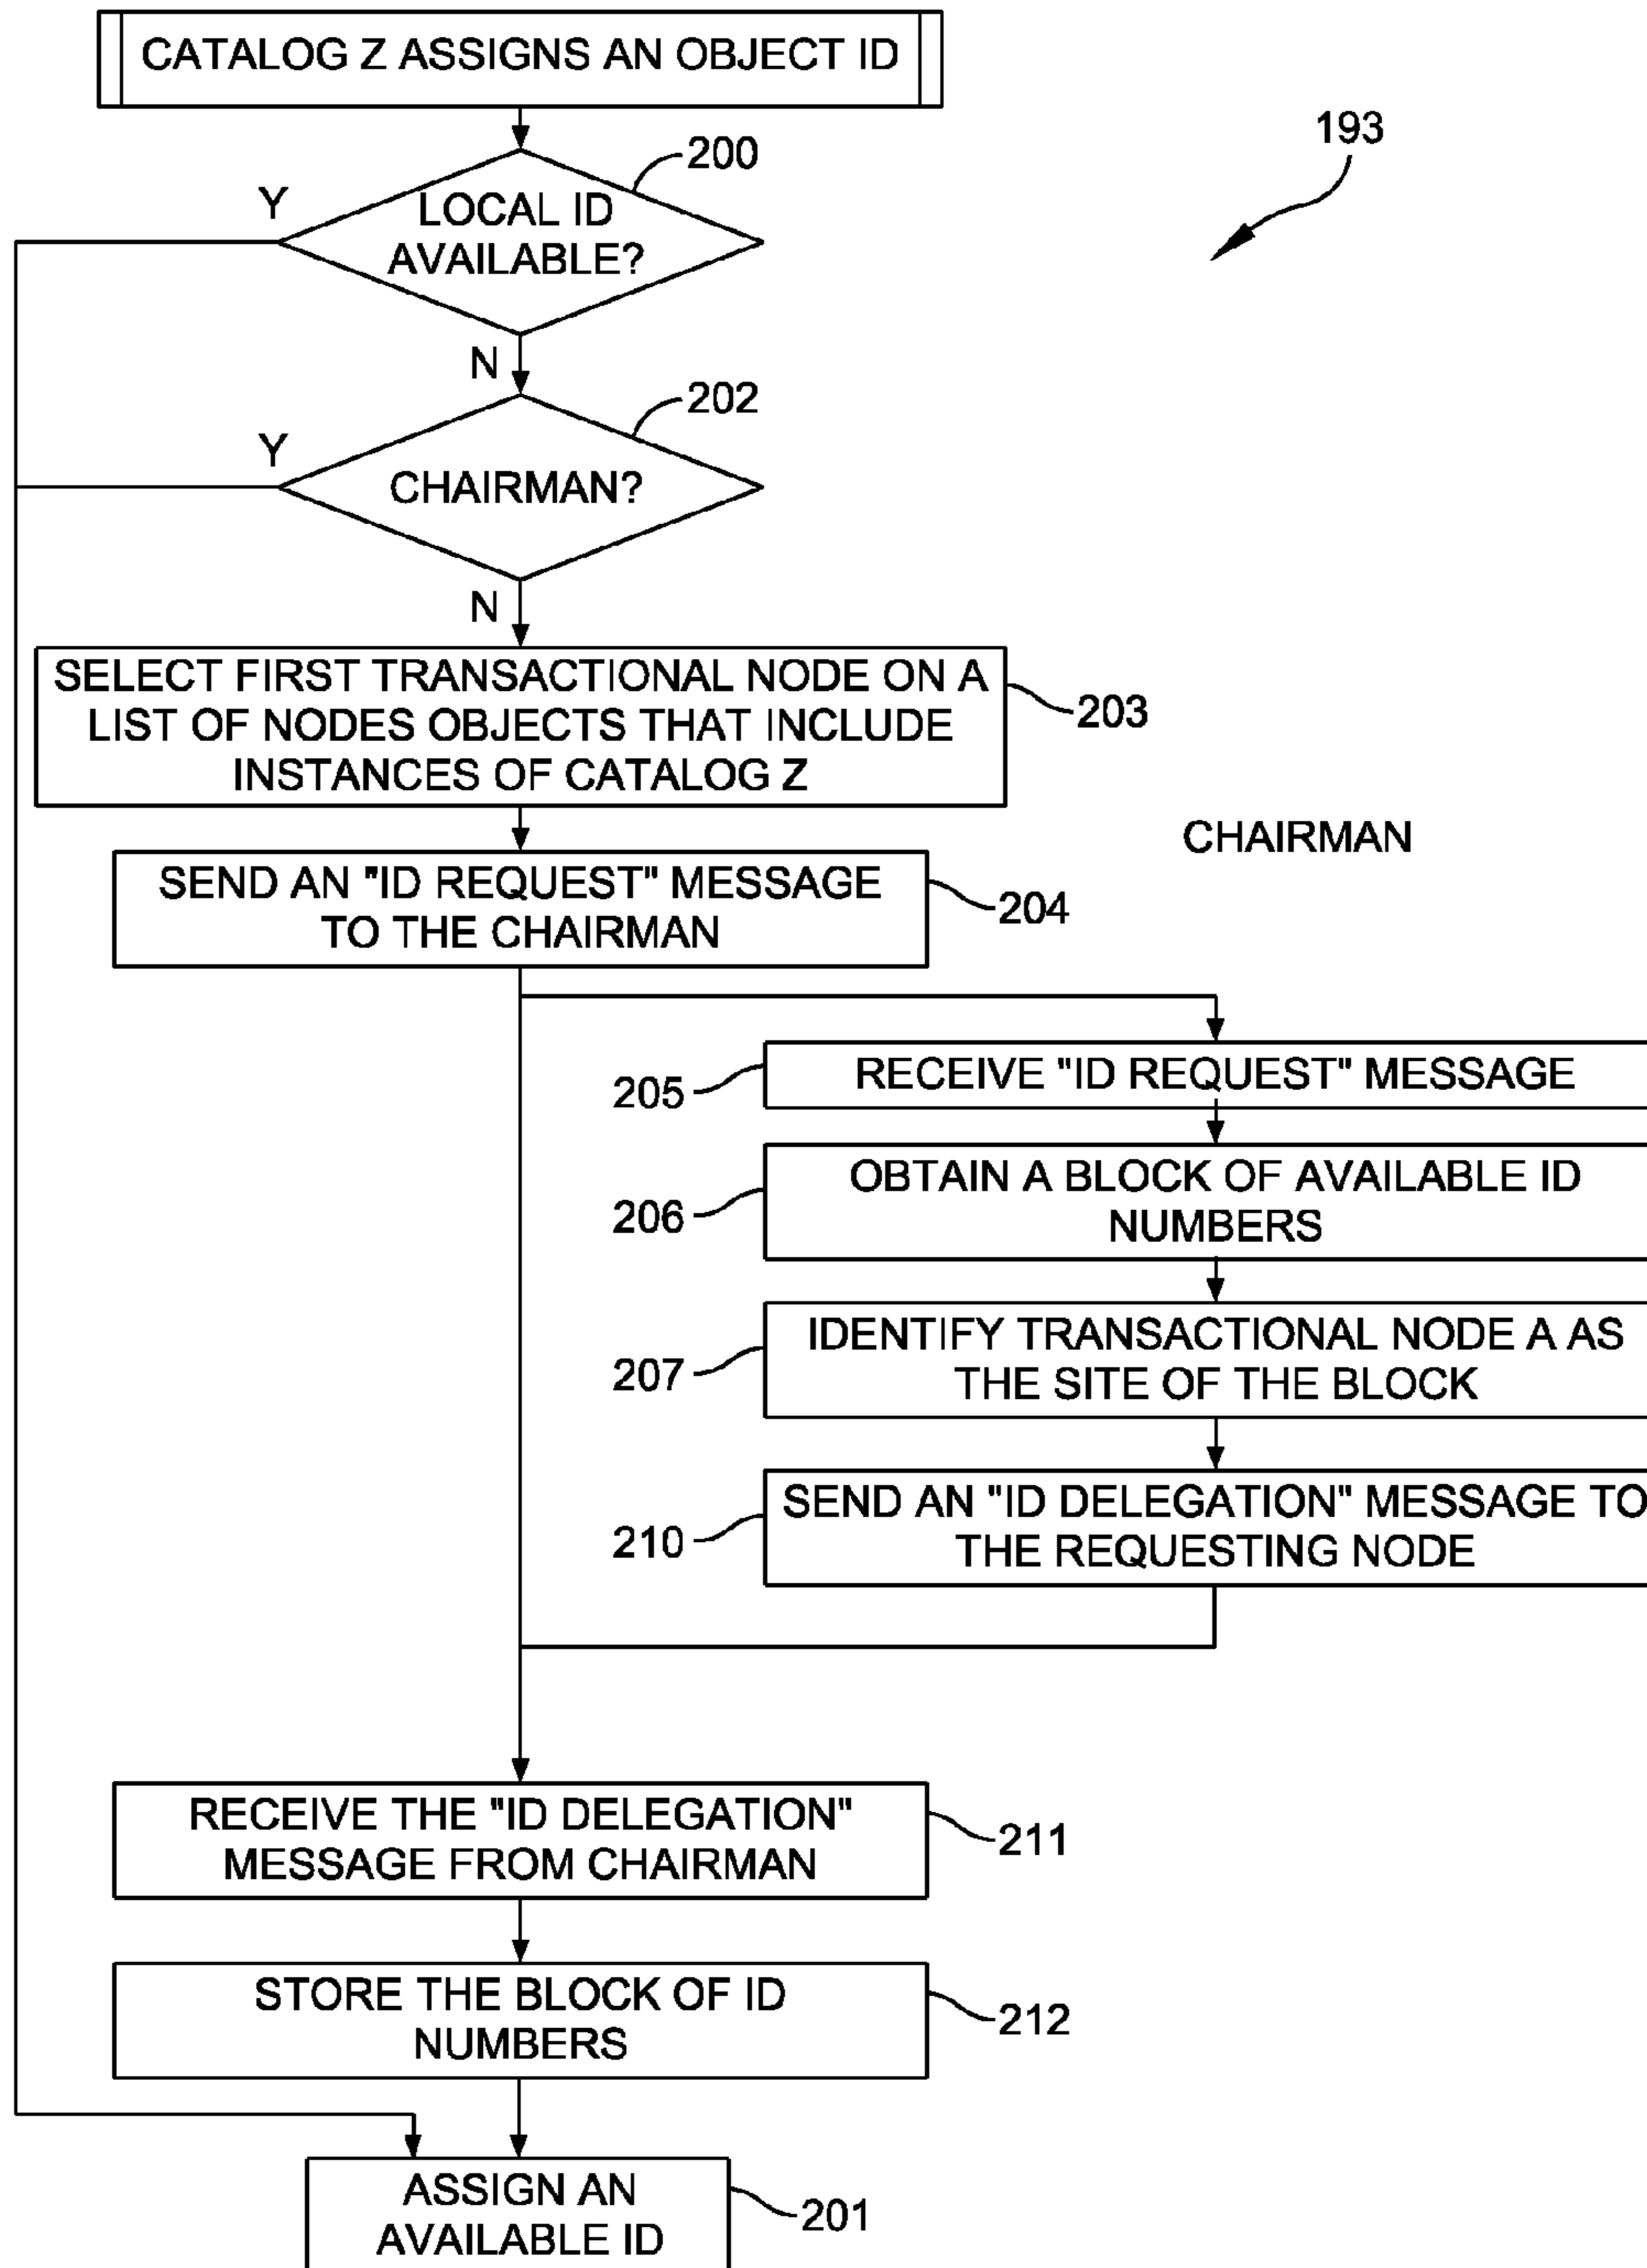 CATALOG Z ASSIGNS AN OBJECT ID
193
200
Y
LOCAL ID
AVAILABLE?
N
202
Y
CHAIRMAN?
N
SELECT FIRST TRANSACTIONAL NODE ON A
LIST OF NODES OBJECTS THAT INCLUDE
INSTANCES OF CATALOG Z
203
CHAIRMAN
SEND AN "ID REQUEST" MESSAGE
TO THE CHAIRMAN
204
205
RECEIVE "ID REQUEST" MESSAGE
206
OBTAIN A BLOCK OF AVAILABLE ID
NUMBERS
207
IDENTIFY TRANSACTIONAL NODE A AS
THE SITE OF THE BLOCK
210
SEND AN "ID DELEGATION" MESSAGE TO
THE REQUESTING NODE
RECEIVE THE "ID DELEGATION"
MESSAGE FROM CHAIRMAN
211
STORE THE BLOCK OF ID
NUMBERS
212
ASSIGN AN
AVAILABLE ID
201